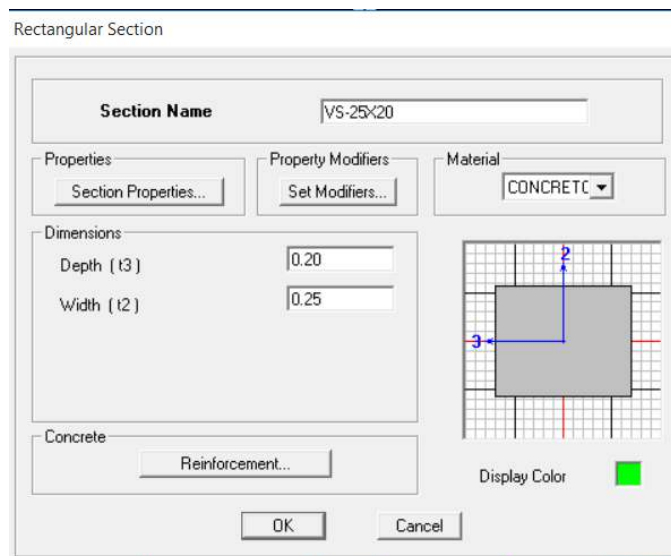 Rectangular Section
Section Name VS-25X20
Properties
Section Properties...
Property Modifiers
Set Modifiers...
Material
CONCRETC
Dimensions
Depth ( t3 ) 0.20
Width ( t2 ) 0.25
2
3
Concrete
Reinforcement...
Display Color
OK Cancel